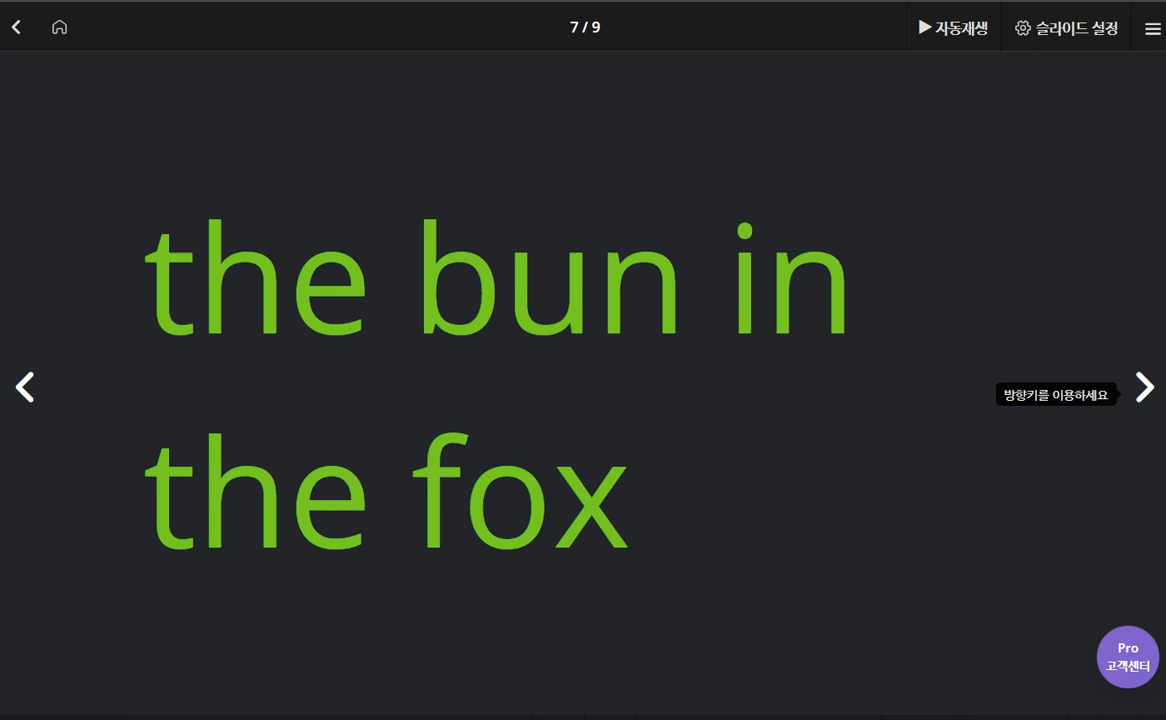 7 / 9
▶ 자동재생
슬라이드 설정
the bun in
the fox
방향키를 이용하세요
Pro
고객센터